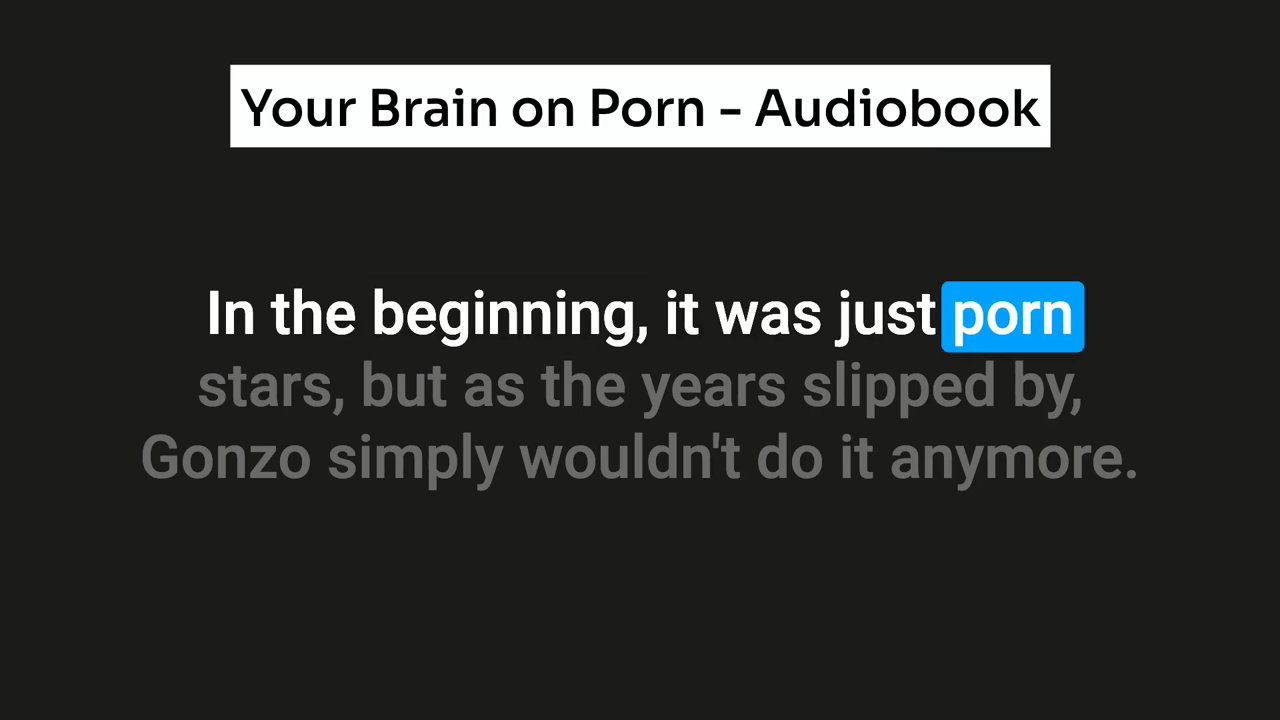 Your Brain on Porn - Audiobook
In the beginning, it was just porn
stars, but as the years slipped by,
Gonzo simply wouldn't do it anymore.